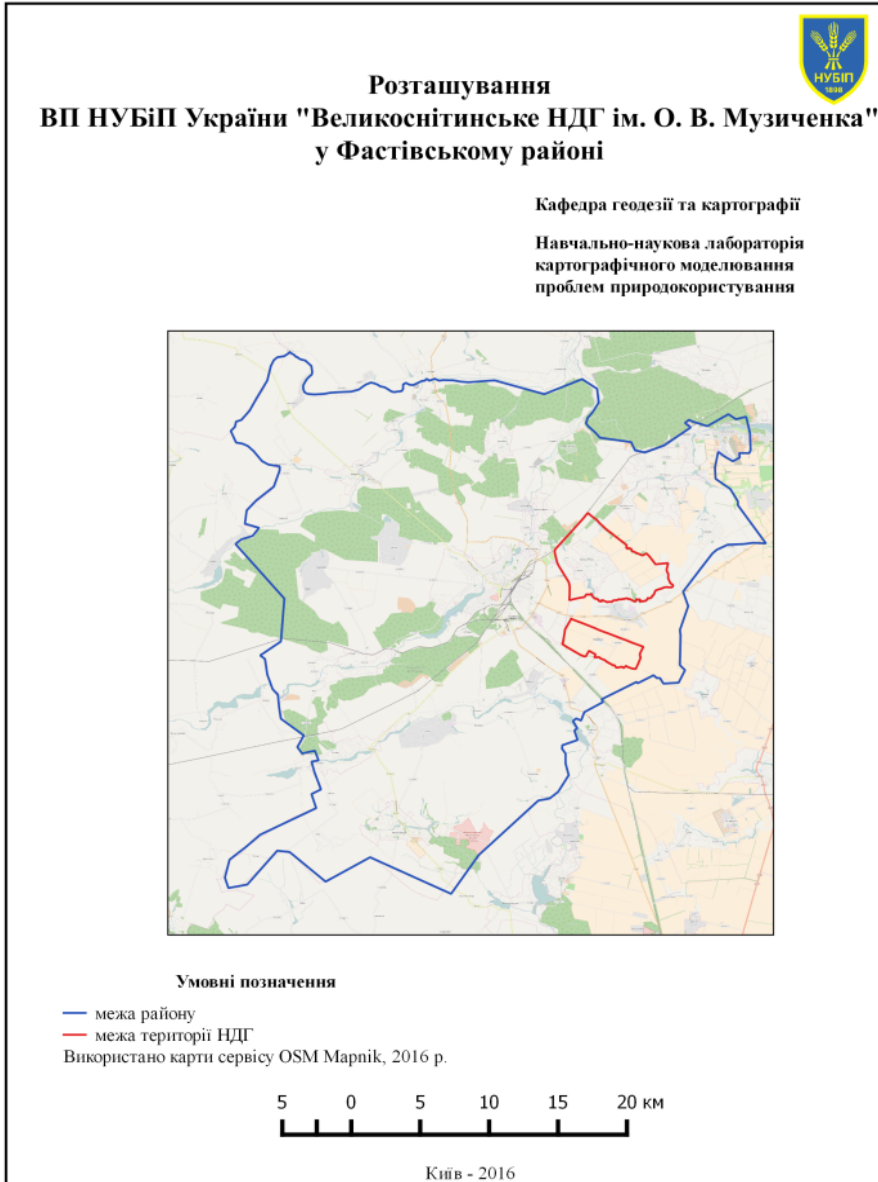 НУБІП
1898
Розташування
ВП НУБіП України "Великоснітинське НДГ ім. О. В. Музиченка"
у Фастівському районі
Кафедра геодезії та картографії
Навчально-наукова лабораторія
картографічного моделювання
проблем природокористування
Умовні позначення
межа району
межа території НДГ
Використано карти сервісу OSM Mapnik, 2016 р.
5 0 5 10 15 20 км
Київ - 2016